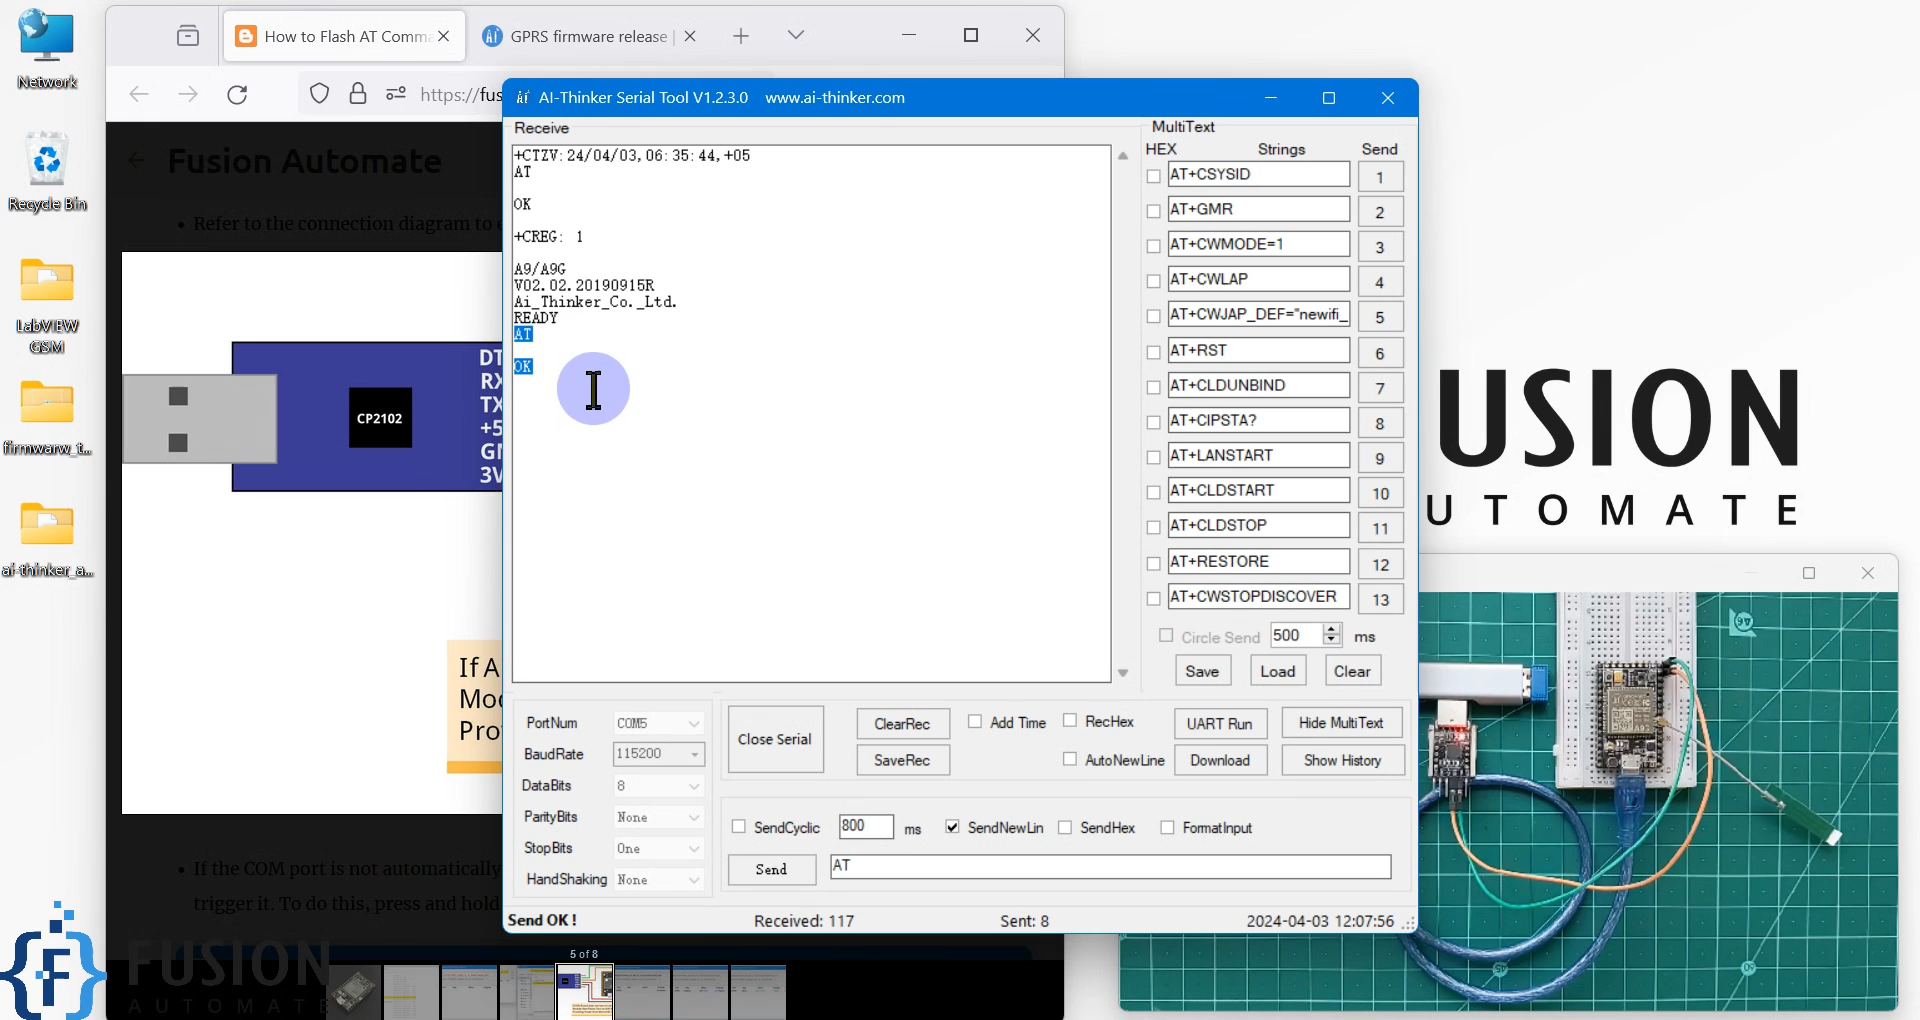 Network
Recycle Bin
LabVIEW
GSM
firmwarw_t...
ai-thinker_a...
How to Flash AT Comma
GPRS firmware release |
https://fus
Fusion Automate
• Refer to the connection diagram to
DT
RX
TX
+5
GN
3V
CP2102
If A
Mod
Pro
• If the COM port is not automatically
trigger it. To do this, press and hold
5 of 8
FUSION
AUTOMATE
AI-Thinker Serial Tool V1.2.3.0 www.ai-thinker.com
Receive
+CTZV:24/04/03,06:35:44,+05
AT
OK
+CREG: 1
A9/A9G
V02.02.20190915R
Ai_Thinker_Co._Ltd.
READY
AT
OK
MultiText
HEX Strings Send
AT+CSYSID 1
AT+GMR 2
AT+CWMODE=1 3
AT+CWLAP 4
AT+CWJAP_DEF="newifi_ 5
AT+RST 6
AT+CLDUNBIND 7
AT+CIPSTA? 8
AT+LANSTART 9
AT+CLDSTART 10
AT+CLDSTOP 11
AT+RESTORE 12
AT+CWSTOPDISCOVER 13
Circle Send 500 ms
Save Load Clear
PortNum COM5
BaudRate 115200
DataBits 8
ParityBits None
StopBits One
HandShaking None
Close Serial
ClearRec Add Time RecHex UART Run Hide MultiText
SaveRec AutoNewLine Download Show History
SendCyclic 800 ms SendNewLin SendHex FormatInput
Send AT
Send OK! Received: 117 Sent: 8 2024-04-03 12:07:56
USION
UTOMATE